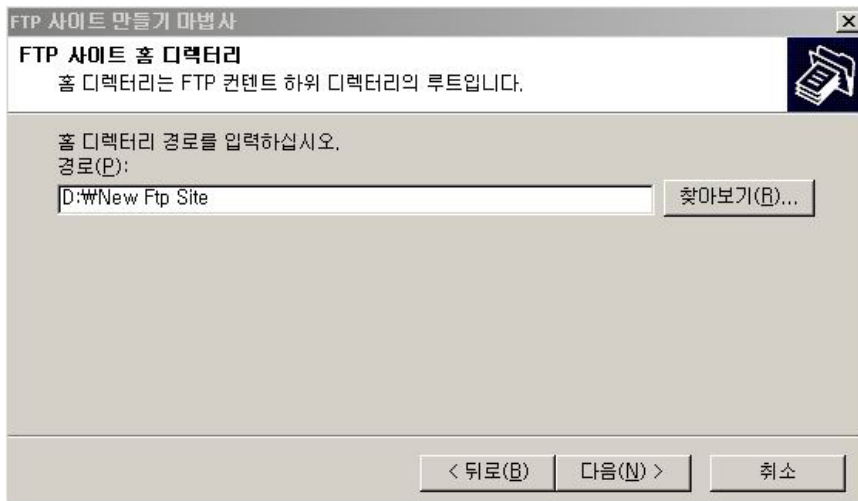 FTP 사이트 만들기 마법사
FTP 사이트 홈 디렉터리
홈 디렉터리는 FTP 컨텐트 하위 디렉터리의 루트입니다.
홈 디렉터리 경로를 입력하십시오.
경로(P):
D:₩New Ftp Site
찾아보기(R)...
< 뒤로(B)
다음(N) >
취소